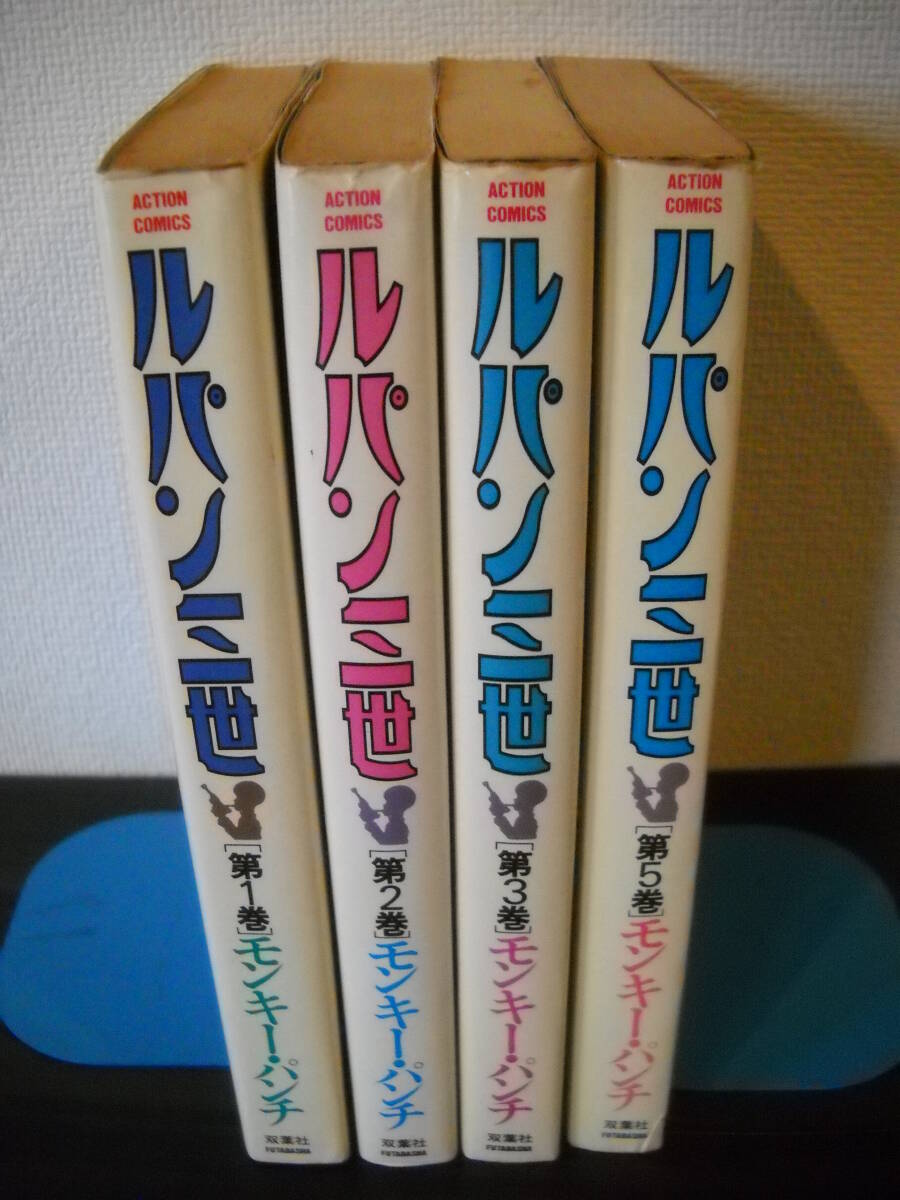 ACTION
COMICS
ルパン三世
[第1巻]
モンキー・パンチ
双葉社
FUTABASHA
ACTION
COMICS
ルパン三世
[第2巻]
モンキー・パンチ
双葉社
FUTABASHA
ACTION
COMICS
ルパン三世
[第3巻]
モンキー・パンチ
双葉社
FUTABASHA
ACTION
COMICS
ルパン三世
[第5巻]
モンキー・パンチ
双葉社
FUTABASHA